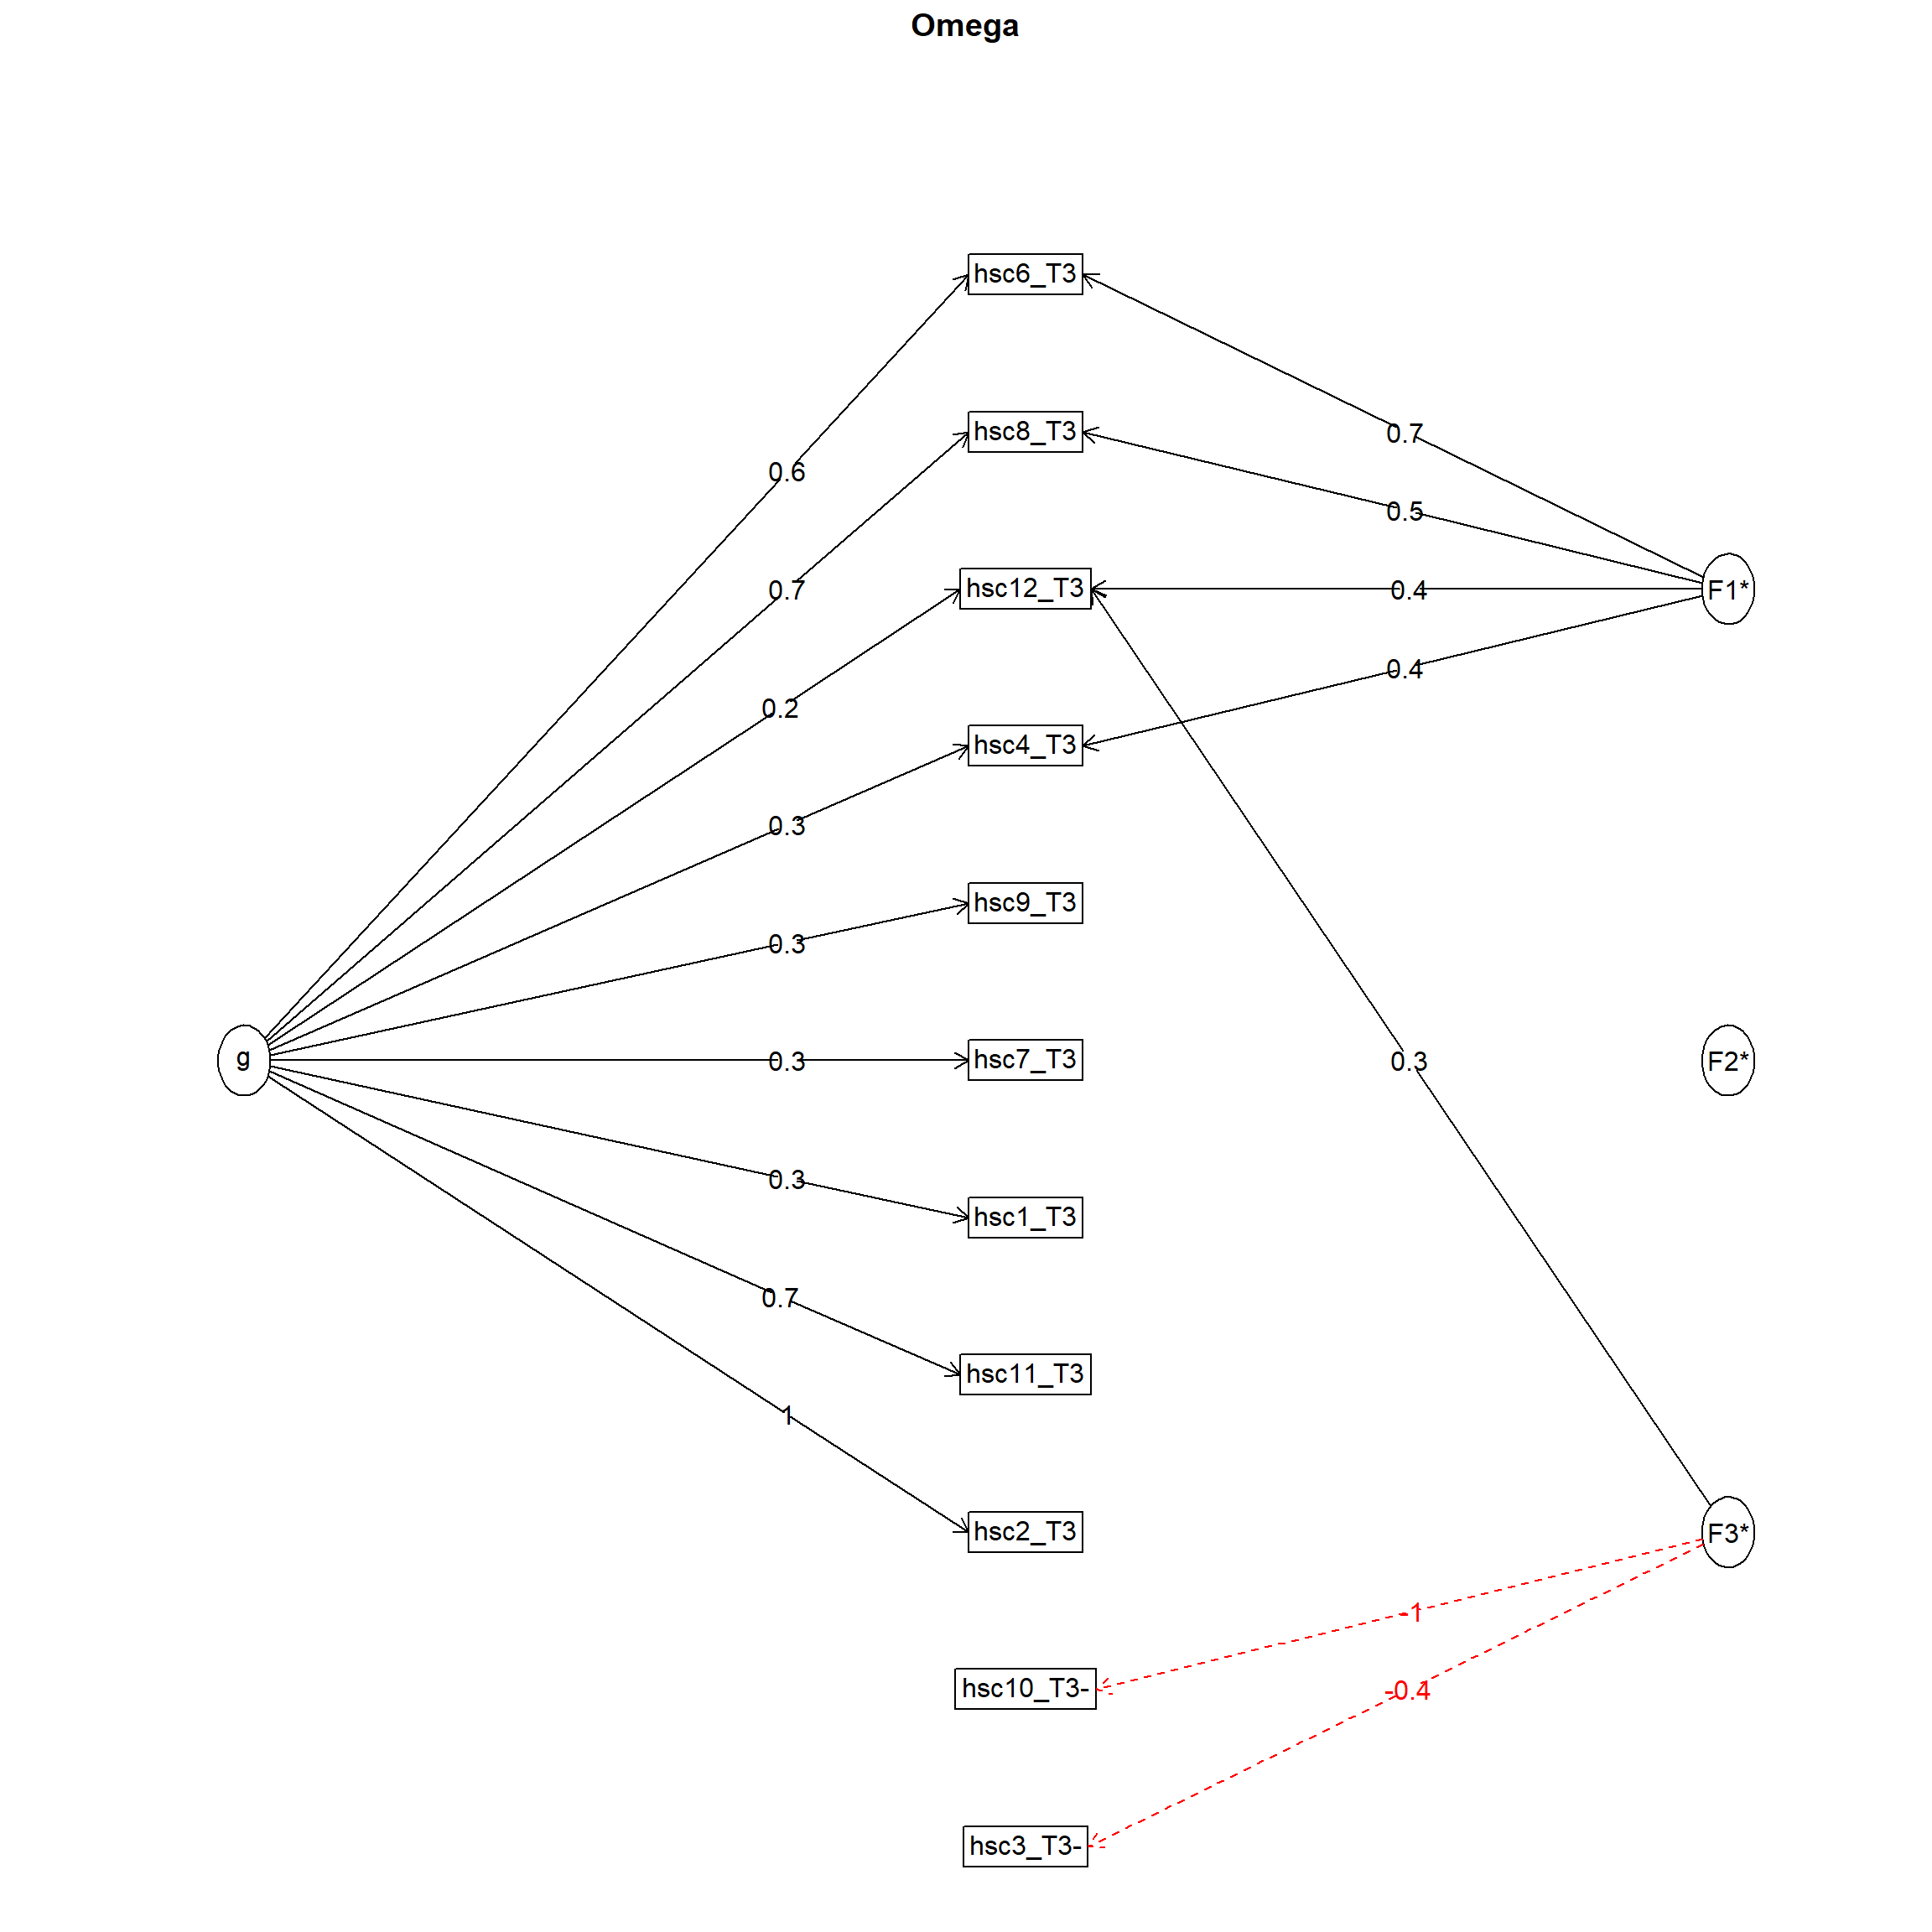 Omega
hsc6_T3
0.7
0.6
hsc8_T3
0.5
0.7
hsc12_T3
0.4
F1*
0.4
0.2
hsc4_T3
0.3
hsc9_T3
0.3
g
0.3
hsc7_T3
0.3
F2*
0.3
hsc1_T3
0.7
hsc11_T3
1
hsc2_T3
F3*
-1
hsc10_T3-
-0.4
hsc3_T3-